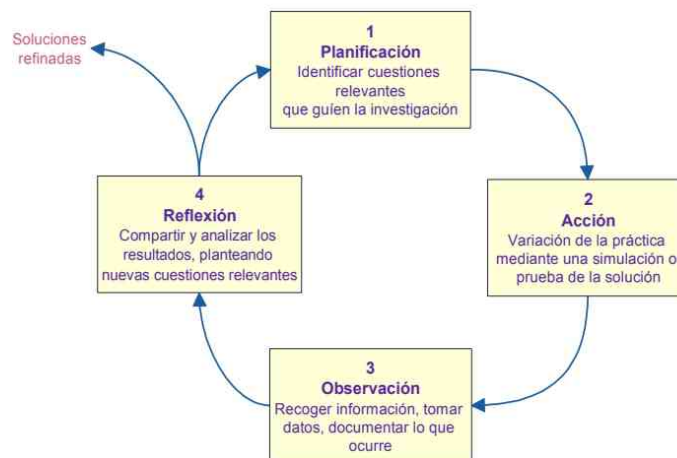 Soluciones
refinadas
1
Planificación
Identificar cuestiones
relevantes
que guíen la investigación
2
Acción
Variación de la práctica
mediante una simulación o
prueba de la solución
3
Observación
Recoger información, tomar
datos, documentar lo que
ocurre
4
Reflexión
Compartir y analizar los
resultados, planteando
nuevas cuestiones relevantes